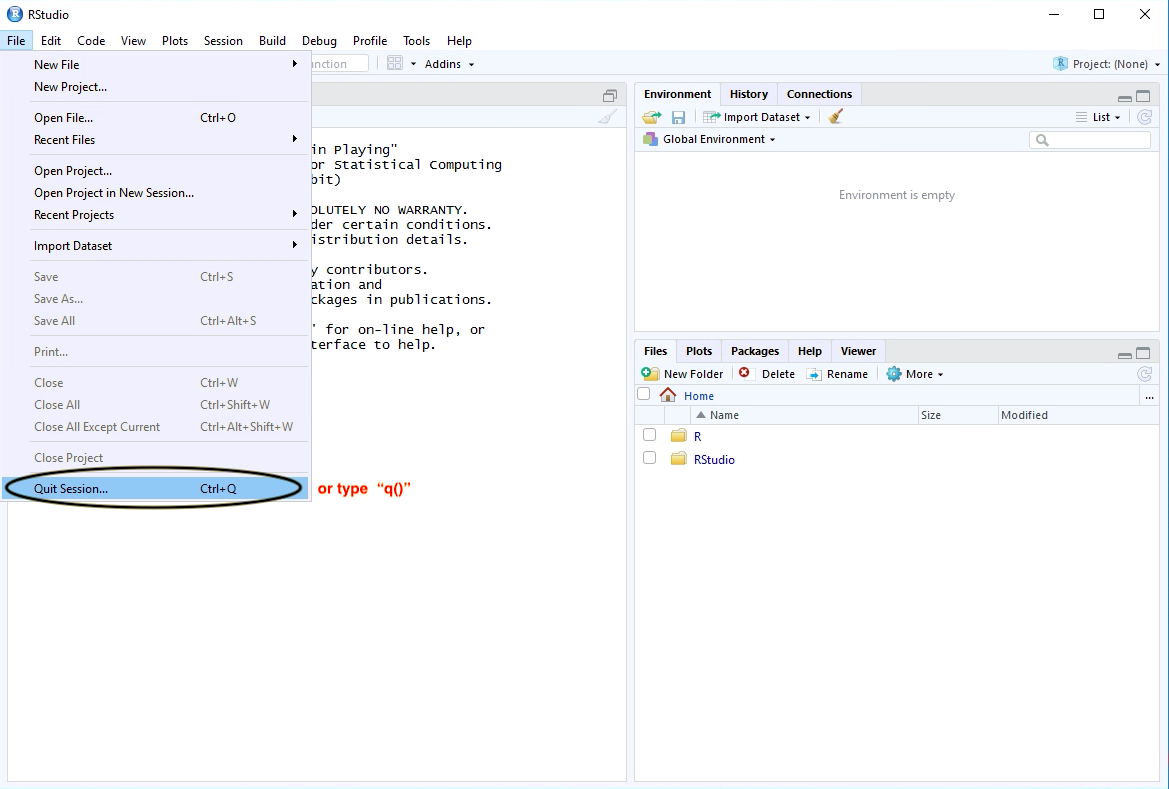 RStudio
File Edit Code View Plots Session Build Debug Profile Tools Help
Addins
Project: (None)
New File
New Project...
Open File... Ctrl+O
Recent Files
Open Project...
Open Project in New Session...
Recent Projects
Import Dataset
Save Ctrl+S
Save As...
Save All Ctrl+Alt+S
Print...
Close Ctrl+W
Close All Ctrl+Shift+W
Close All Except Current Ctrl+Alt+Shift+W
Close Project
Quit Session... Ctrl+Q
or type “q()”
in Playing"
or Statistical Computing
bit)
OLUTELY NO WARRANTY.
der certain conditions.
istribution details.
y contributors.
ation and
ckages in publications.
' for on-line help, or
terface to help.
Environment History Connections
Import Dataset List
Global Environment
Environment is empty
Files Plots Packages Help Viewer
New Folder Delete Rename More
Home ...
Name Size Modified
R
RStudio